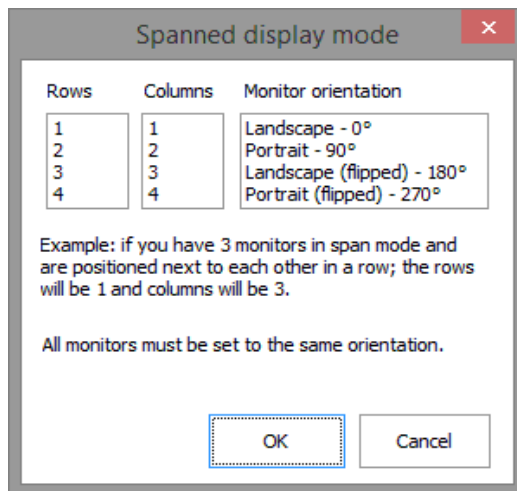 Spanned display mode
Rows Columns Monitor orientation
1 1 Landscape - 0°
2 2 Portrait - 90°
3 3 Landscape (flipped) - 180°
4 4 Portrait (flipped) - 270°
Example: if you have 3 monitors in span mode and
are positioned next to each other in a row; the rows
will be 1 and columns will be 3.
All monitors must be set to the same orientation.
OK Cancel